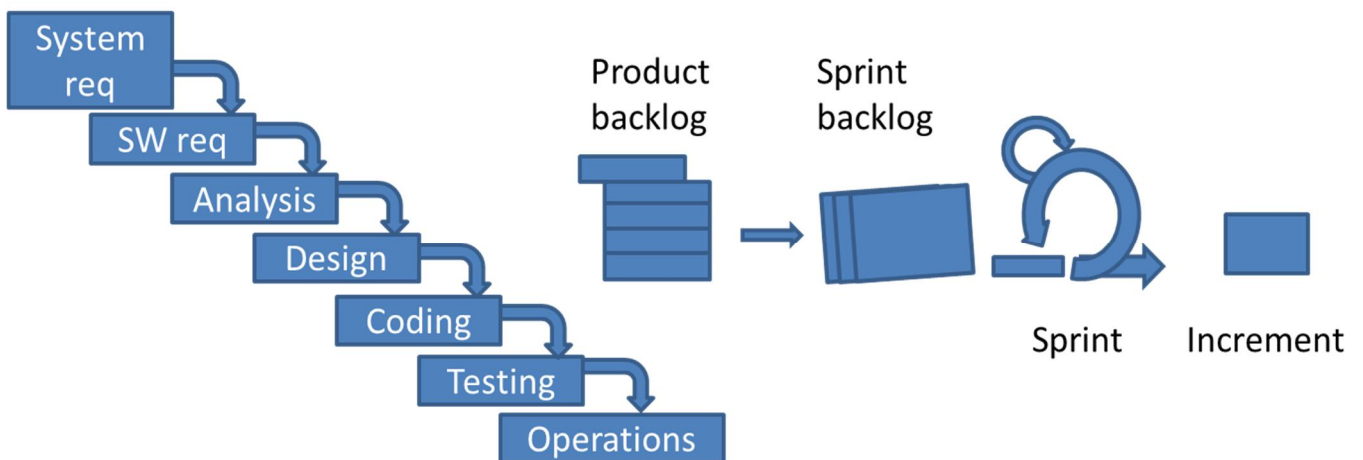 System
req
SW req
Analysis
Design
Coding
Testing
Operations
Product
backlog
Sprint
backlog
Sprint
Increment